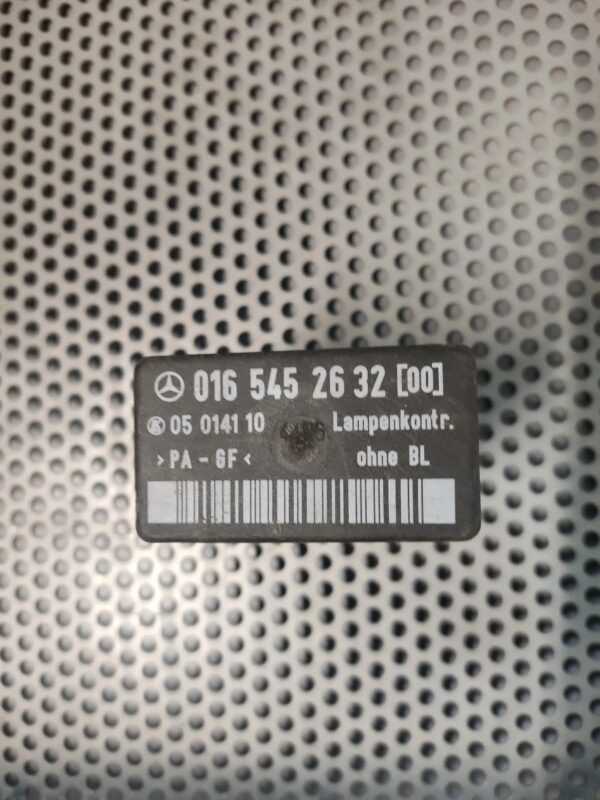 016 545 26 32 [00]
05 0141 10 Lampenkontr.
>PA-GF< ohne BL